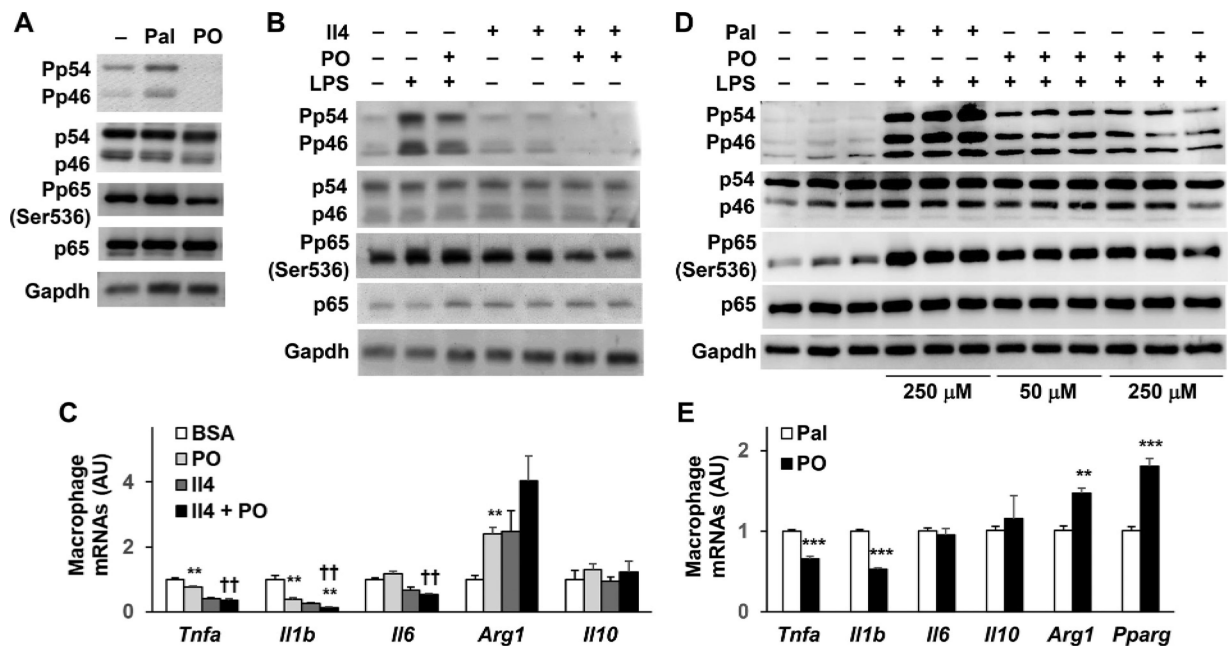 A
– Pal PO
Pp54
Pp46
p54
p46
Pp65
(Ser536)
p65
Gapdh
B
Il4 – – – + + + +
PO – – + – – + +
LPS – + + – – – –
Pp54
Pp46
p54
p46
Pp65
(Ser536)
p65
Gapdh
D
Pal – – – + + + – – – – – –
PO – – – – – – + + + + + +
LPS – – – + + + + + + + + +
Pp54
Pp46
p54
p46
Pp65
(Ser536)
p65
Gapdh
250 µM 50 µM 250 µM
C
BSA
PO
Il4
Il4 + PO
Macrophage
mRNAs (AU)
4
2
0
** †† ** †† ** †† **
Tnfa Il1b Il6 Arg1 Il10
E
Pal
PO
Macrophage
mRNAs (AU)
2
1
0
*** *** ** ***
Tnfa Il1b Il6 Il10 Arg1 Pparg